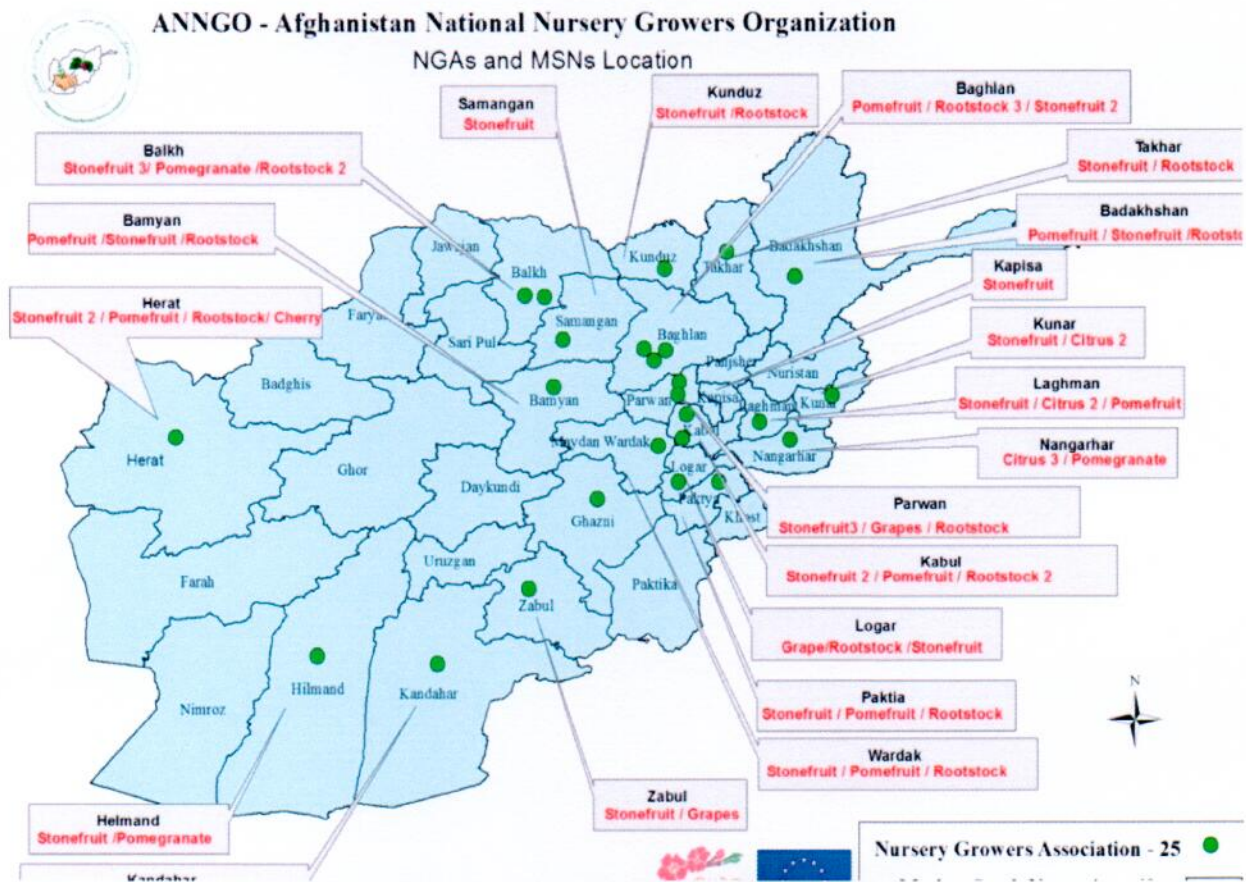 ANNGO - Afghanistan National Nursery Growers Organization
NGAs and MSNs Location
Samangan
Stonefruit
Kunduz
Stonefruit /Rootstock
Baghlan
Pomefruit / Rootstock 3 / Stonefruit 2
Balkh
Stonefruit 3/ Pomegranate /Rootstock 2
Takhar
Stonefruit / Rootstock
Bamyan
Pomefruit /Stonefruit /Rootstock
Badakhshan
Pomefruit / Stonefruit /Rootsto
Herat
Stonefruit 2 / Pomefruit / Rootstock/ Cherry
Kapisa
Stonefruit
Kunar
Stonefruit / Citrus 2
Laghman
Stonefruit / Citrus 2 / Pomefruit
Nangarhar
Citrus 3 / Pomegranate
Parwan
Stonefruit3 / Grapes / Rootstock
Kabul
Stonefruit 2 / Pomefruit / Rootstock 2
Logar
Grape/Rootstock /Stonefruit
Paktia
Stonefruit / Pomefruit / Rootstock
Wardak
Stonefruit / Pomefruit / Rootstock
Zabul
Stonefruit / Grapes
Helmand
Stonefruit /Pomegranate
Kandahar
Jawzjan
Balkh
Kunduz
Takhar
Badakhshan
Faryab
Sari Pul
Samangan
Baghlan
Panjsher
Nuristan
Badghis
Bamyan
Parwan
Kapisa
Laghman
Kunar
Herat
Ghor
Maydan Wardak
Kabul
Nangarhar
Daykundi
Logar
Paktya
Khost
Ghazni
Farah
Uruzgan
Zabul
Paktika
Nimroz
Hilmand
Kandahar
N
Nursery Growers Association - 25